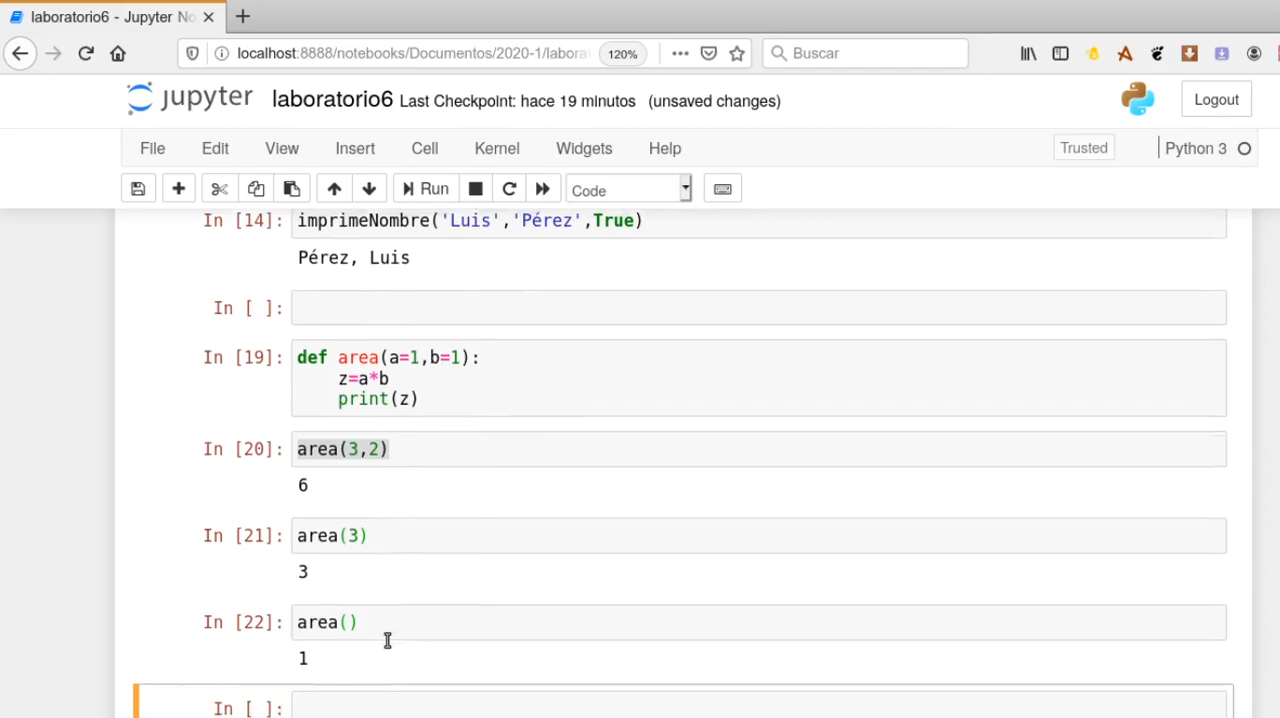 laboratorio6 - Jupyter No
localhost:8888/notebooks/Documentos/2020-1/labora
120%
Buscar
jupyter laboratorio6 Last Checkpoint: hace 19 minutos (unsaved changes)
Logout
File Edit View Insert Cell Kernel Widgets Help
Trusted
Python 3
Run
Code
In [14]: imprimeNombre('Luis','Pérez',True)
Pérez, Luis
In [ ]:
In [19]: def area(a=1,b=1):
z=a*b
print(z)
In [20]: area(3,2)
6
In [21]: area(3)
3
In [22]: area()
1
In [ ]: